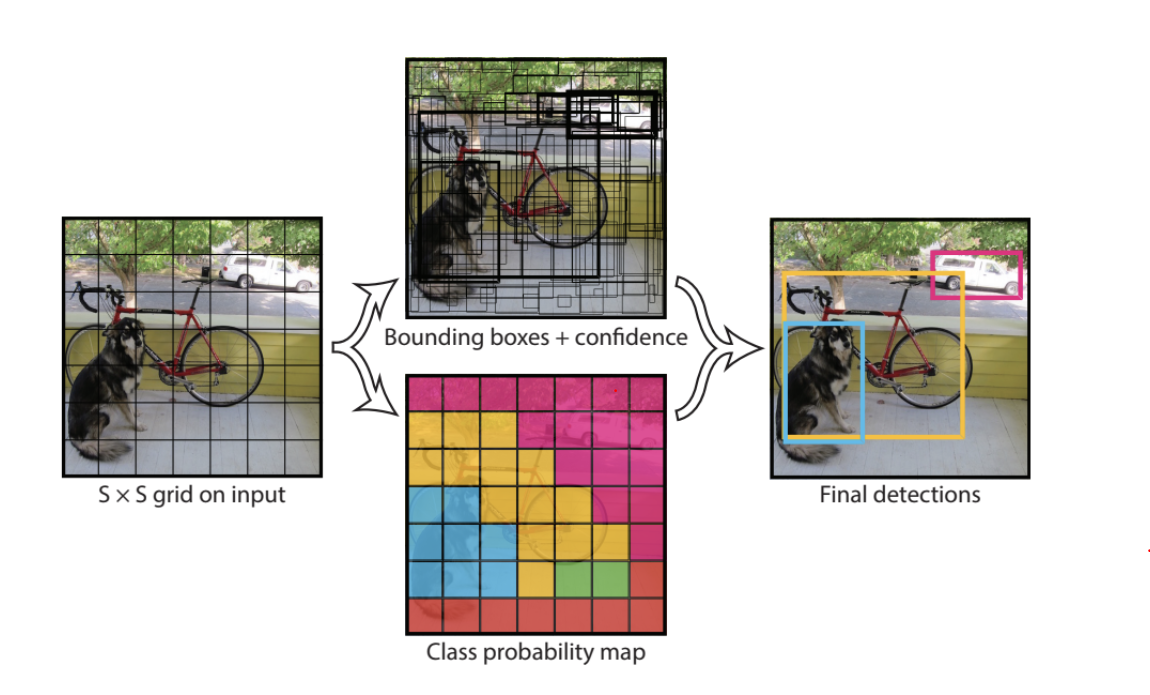 S × S grid on input
Bounding boxes + confidence
Class probability map
Final detections